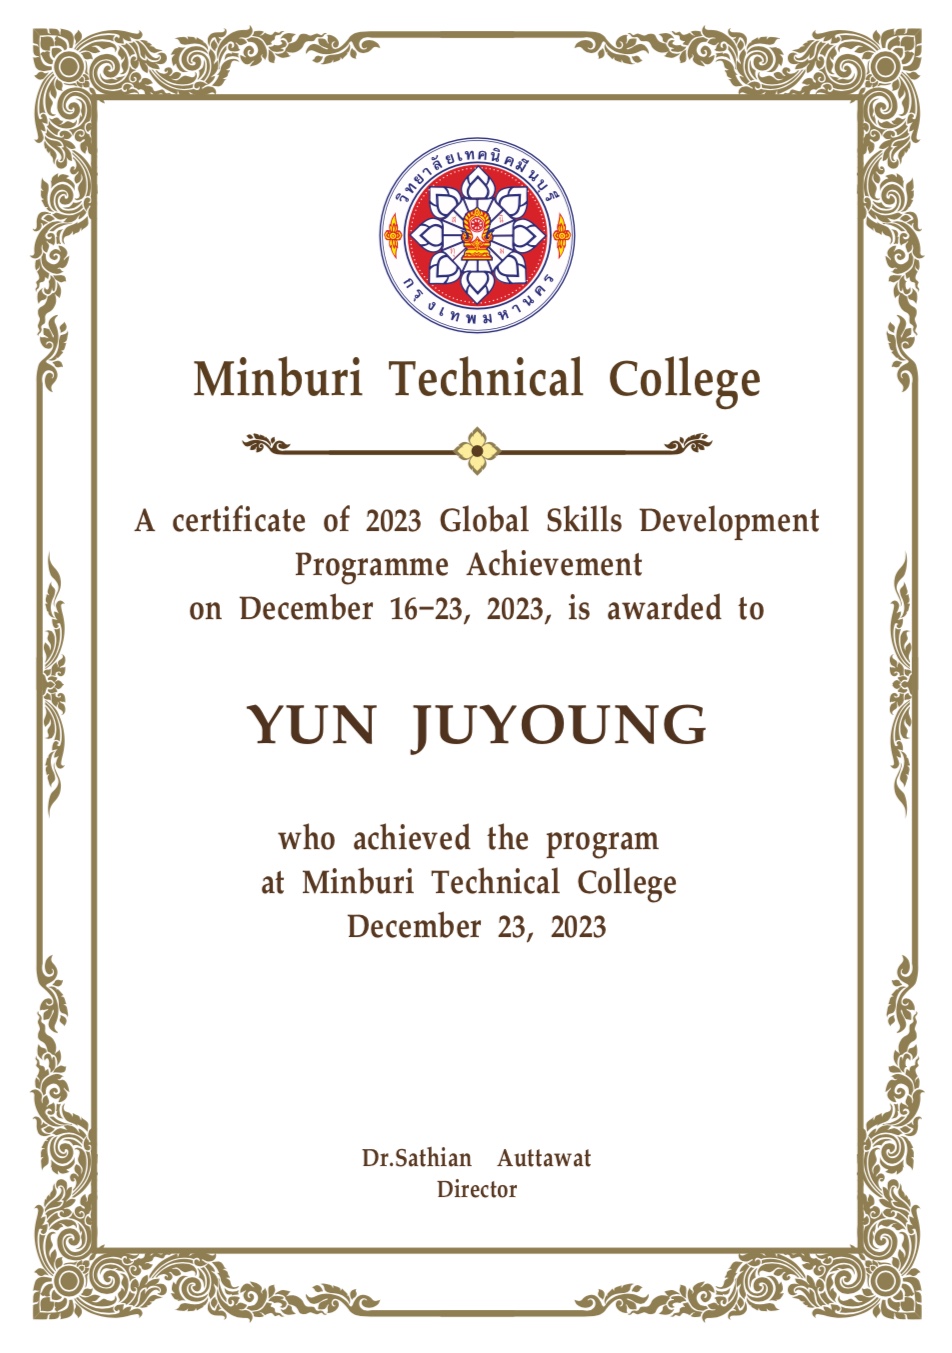 วิทยาลัยเทคนิคมีนบุรี
กรุงเทพมหานคร
Minburi Technical College
A certificate of 2023 Global Skills Development
Programme Achievement
on December 16-23, 2023, is awarded to
YUN JUYOUNG
who achieved the program
at Minburi Technical College
December 23, 2023
Dr.Sathian Auttawat
Director